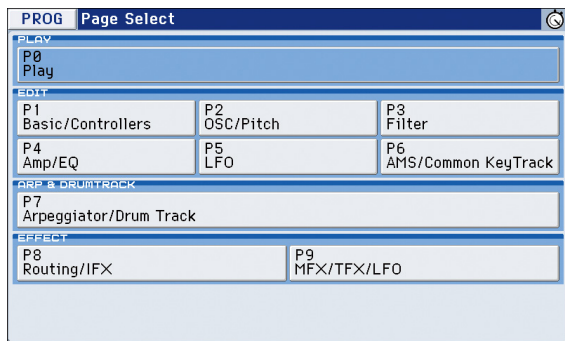 PROG Page Select
PLAY
P0
Play
EDIT
P1
Basic/Controllers
P2
OSC/Pitch
P3
Filter
P4
Amp/EQ
P5
LFO
P6
AMS/Common KeyTrack
ARP & DRUMTRACK
P7
Arpeggiator/Drum Track
EFFECT
P8
Routing/IFX
P9
MFX/TFX/LFO